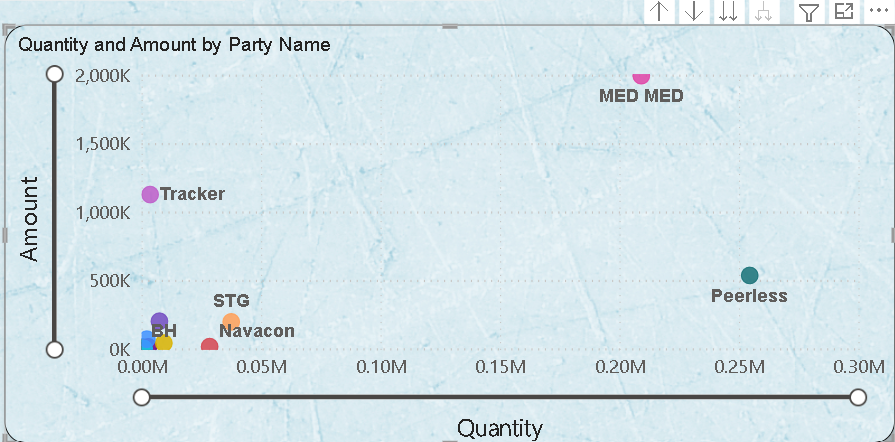 Quantity and Amount by Party Name
2,000K
MED MED
1,500K
Tracker
1,000K
Amount
500K
Peerless
STG
BH
Navacon
0K
0.00M 0.05M 0.10M 0.15M 0.20M 0.25M 0.30M
Quantity